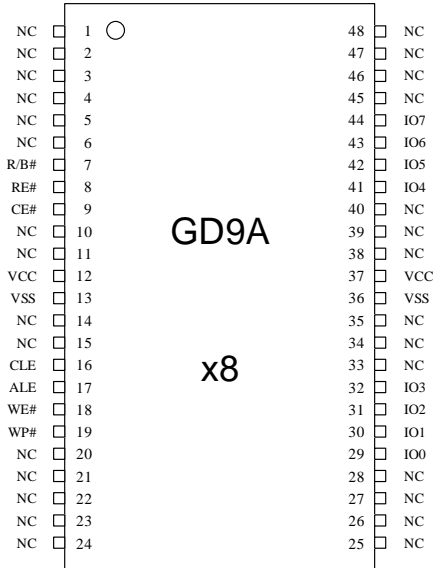 NC 1 48 NC
NC 2 47 NC
NC 3 46 NC
NC 4 45 NC
NC 5 44 IO7
NC 6 43 IO6
R/B# 7 42 IO5
RE# 8 41 IO4
CE# 9 40 NC
NC 10 39 NC
GD9A
NC 11 38 NC
VCC 12 37 VCC
VSS 13 36 VSS
NC 14 35 NC
NC 15 34 NC
x8
CLE 16 33 NC
ALE 17 32 IO3
WE# 18 31 IO2
WP# 19 30 IO1
NC 20 29 IO0
NC 21 28 NC
NC 22 27 NC
NC 23 26 NC
NC 24 25 NC